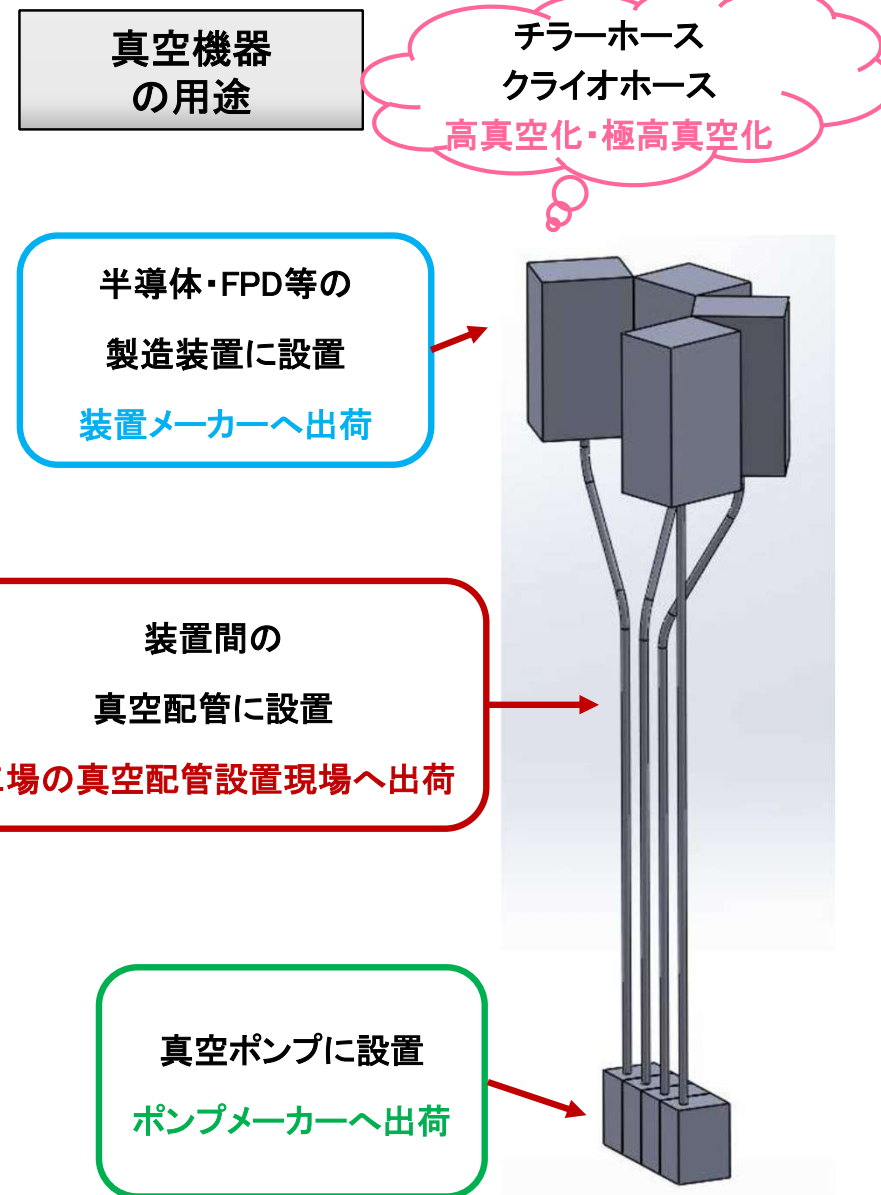 真空機器
の用途
チラーホース
クライオホース
高真空化・極高真空化
半導体・FPD等の
製造装置に設置
装置メーカーへ出荷
装置間の
真空配管に設置
場の真空配管設置現場へ出荷
真空ポンプに設置
ポンプメーカーへ出荷